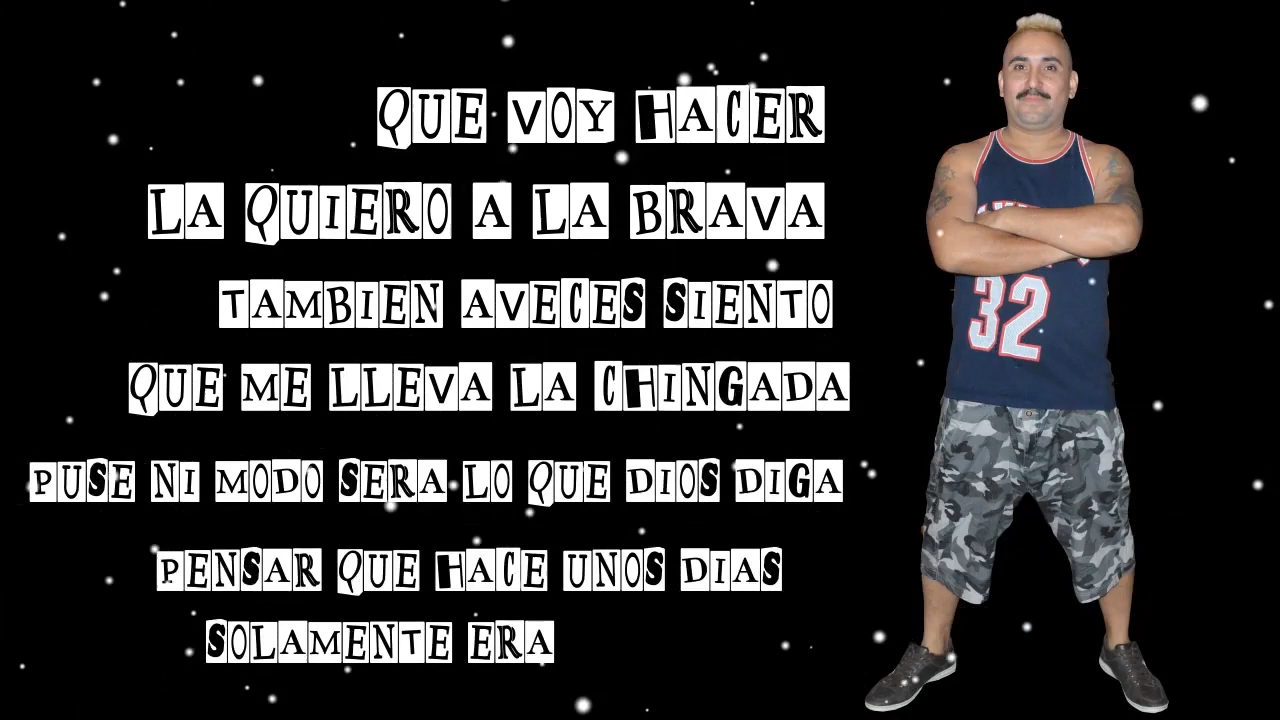 QUE VOY HACER
LA QUIERO A LA BRAVA
TAMBIEN AVECES SIENTO
QUE ME LLEVA LA CHINGADA
PUSE NI MODO SERA LO QUE DIOS DIGA
PENSAR QUE HACE UNOS DIAS
SOLAMENTE ERA
32